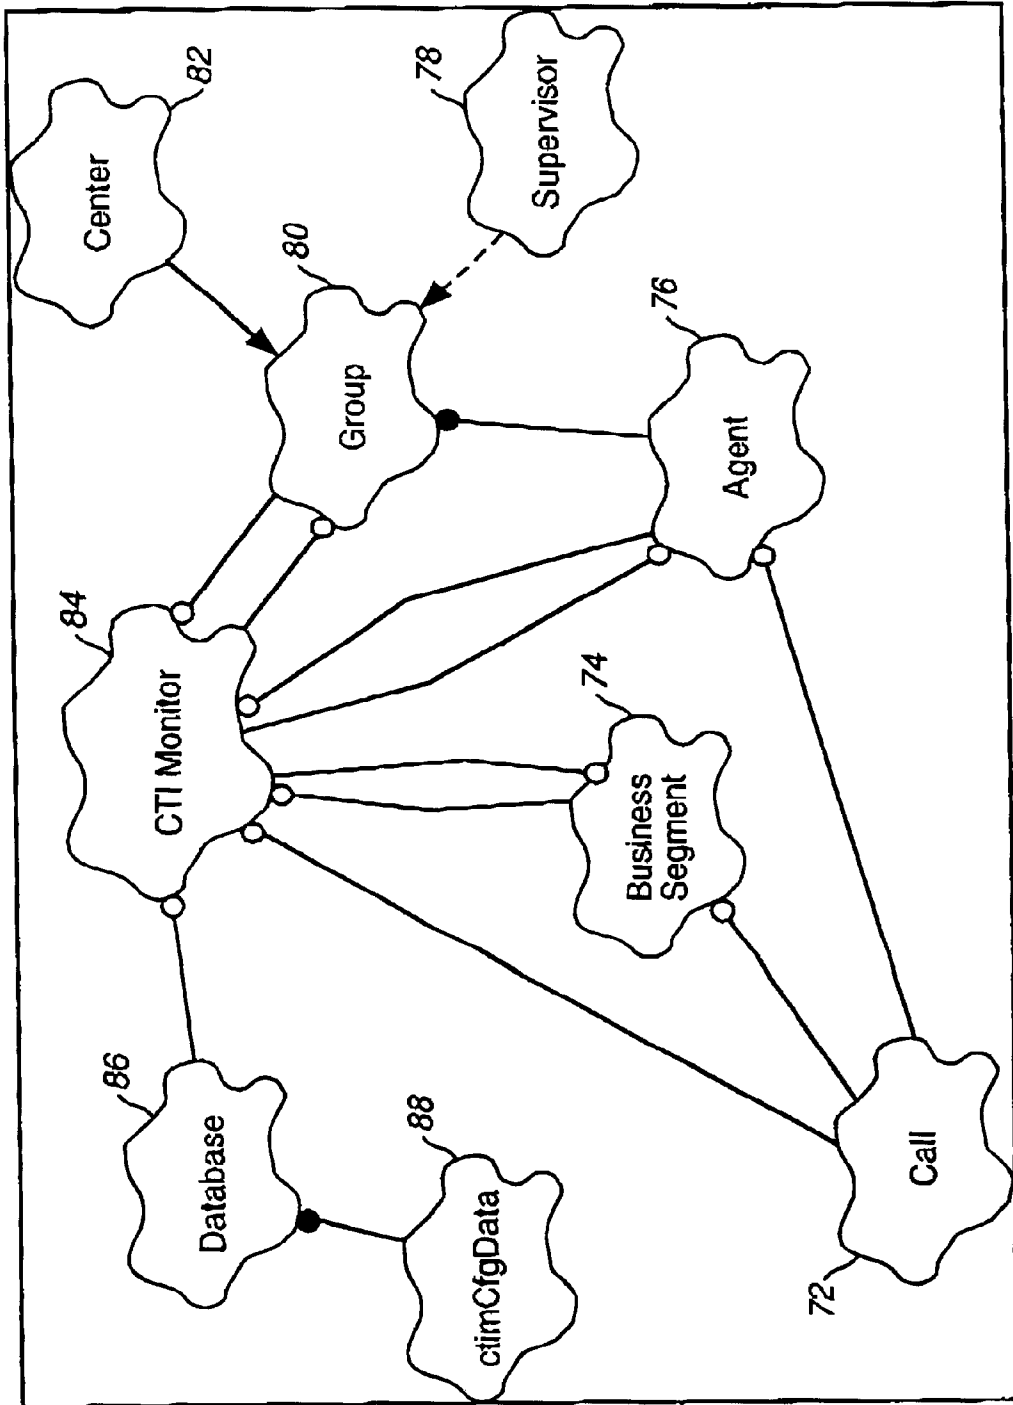 86
Database
ctimCfgData
88
84
CTI Monitor
82
Center
80
Group
78
Supervisor
76
Agent
74
Business
Segment
72
Call